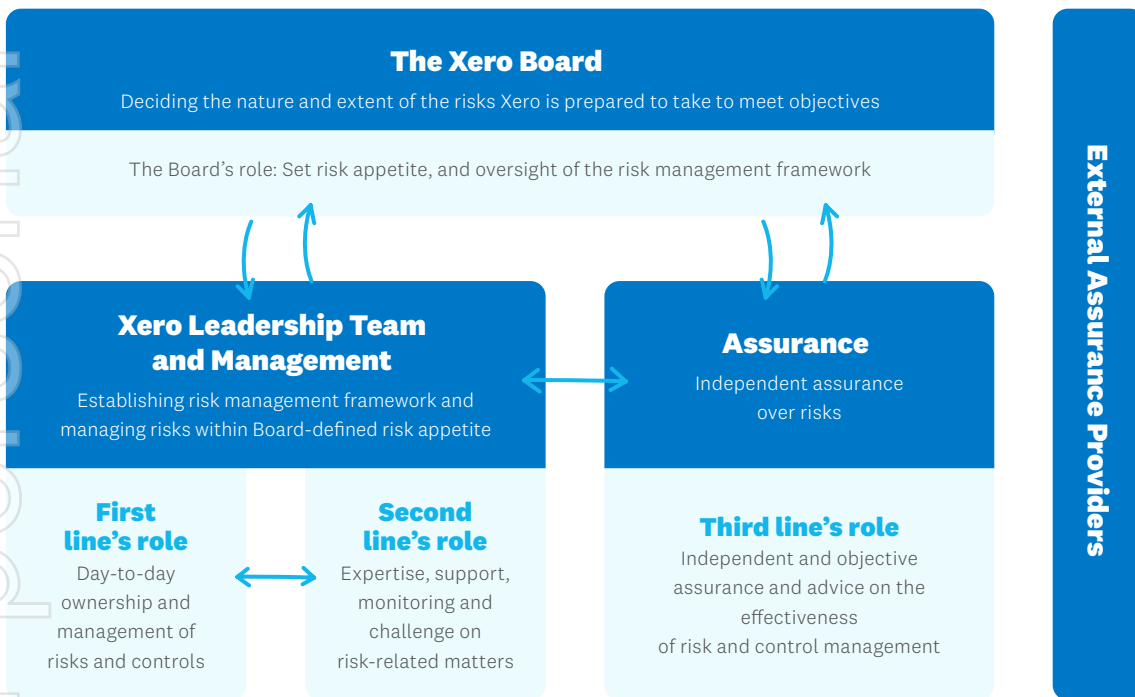 The Xero Board
Deciding the nature and extent of the risks Xero is prepared to take to meet objectives
The Board’s role: Set risk appetite, and oversight of the risk management framework
Xero Leadership Team
and Management
Establishing risk management framework and
managing risks within Board-defined risk appetite
Assurance
Independent assurance
over risks
First
line’s role
Day-to-day
ownership and
management of
risks and controls
Second
line’s role
Expertise, support,
monitoring and
challenge on
risk-related matters
Third line’s role
Independent and objective
assurance and advice on the
effectiveness
of risk and control management
External Assurance Providers